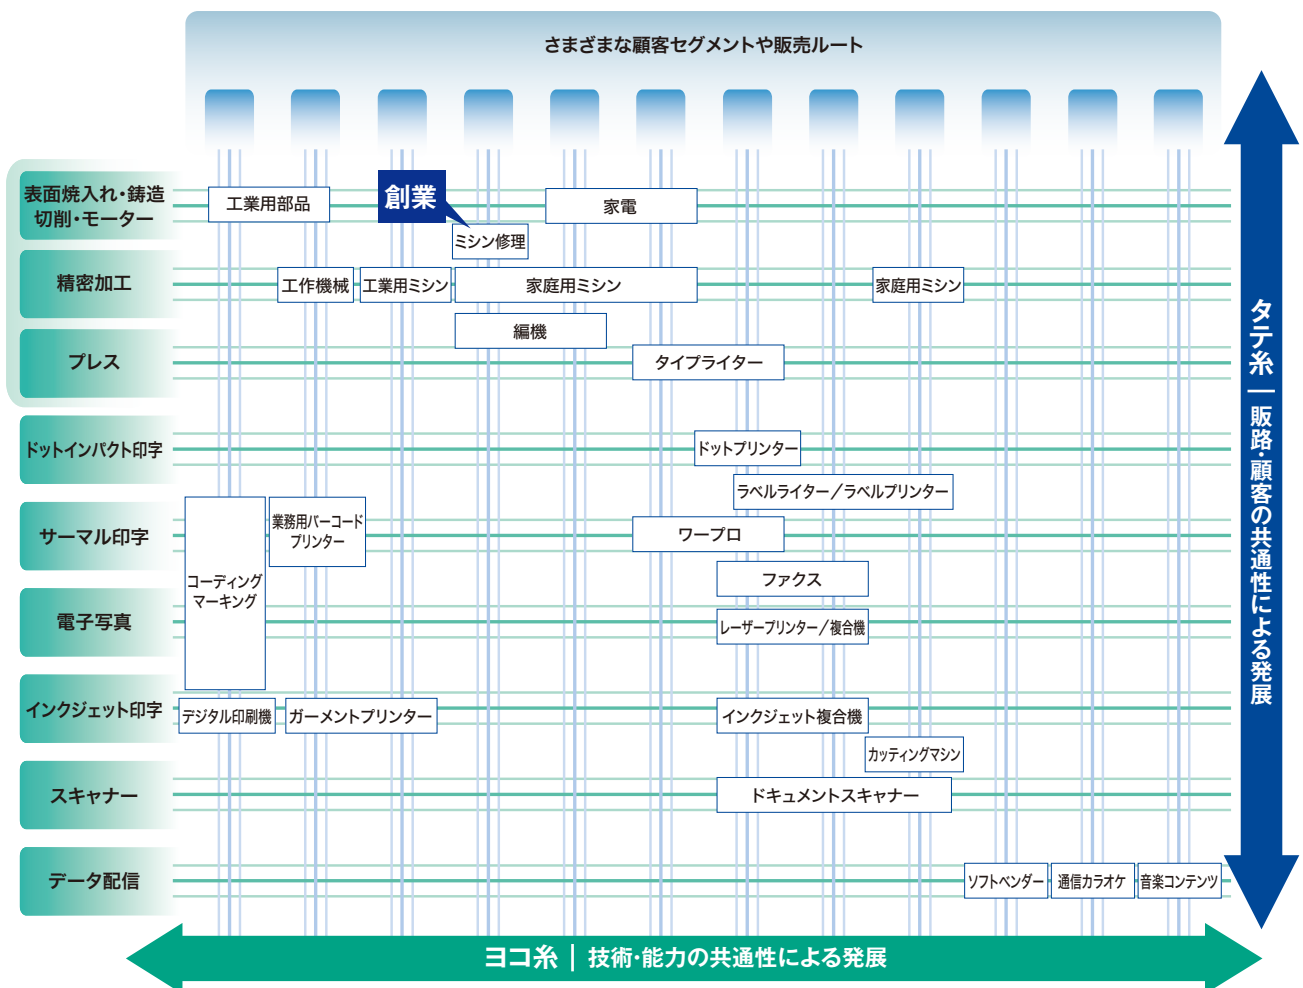 さまざまな顧客セグメントや販売ルート
表面焼入れ・鋳造
切削・モーター
工業用部品
創業
家電
ミシン修理
精密加工
工作機械
工業用ミシン
家庭用ミシン
家庭用ミシン
編機
プレス
タイプライター
ドットインパクト印字
ドットプリンター
ラベルライター／ラベルプリンター
サーマル印字
業務用バーコード
プリンター
ワープロ
コーディング
マーキング
ファクス
電子写真
レーザープリンター／複合機
インクジェット印字
デジタル印刷機
ガーメントプリンター
インクジェット複合機
カッティングマシン
スキャナー
ドキュメントスキャナー
データ配信
ソフトベンダー
通信カラオケ
音楽コンテンツ
タテ糸｜販路・顧客の共通性による発展
ヨコ糸｜技術・能力の共通性による発展